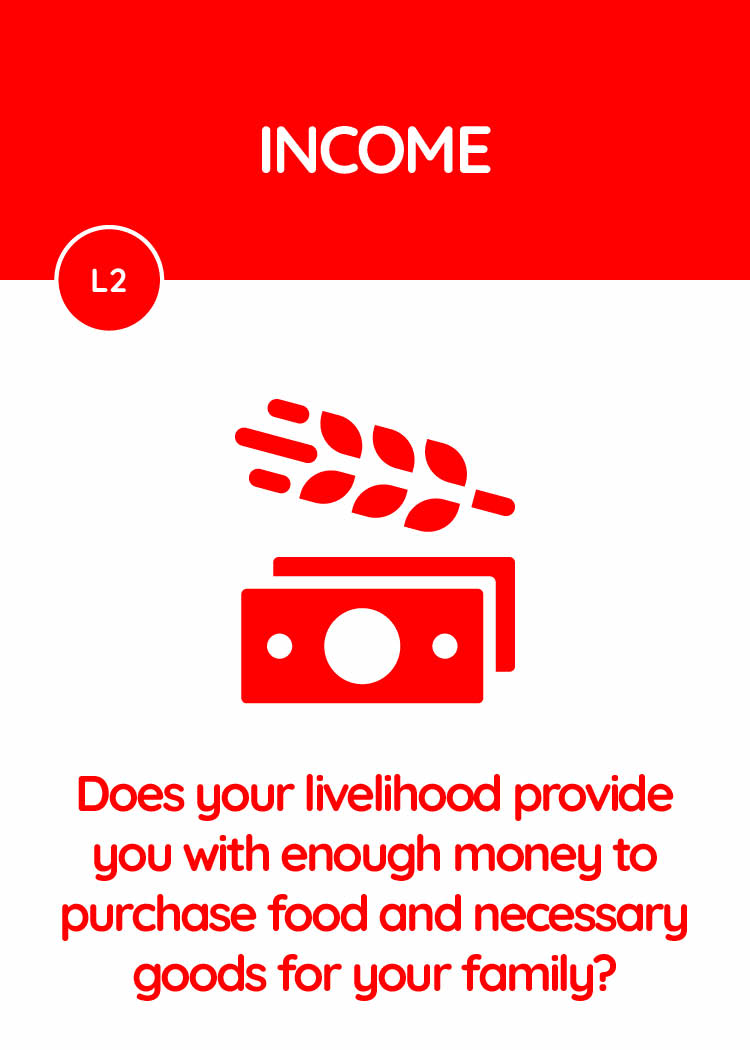 INCOME
L2
Does your livelihood provide
you with enough money to
purchase food and necessary
goods for your family?